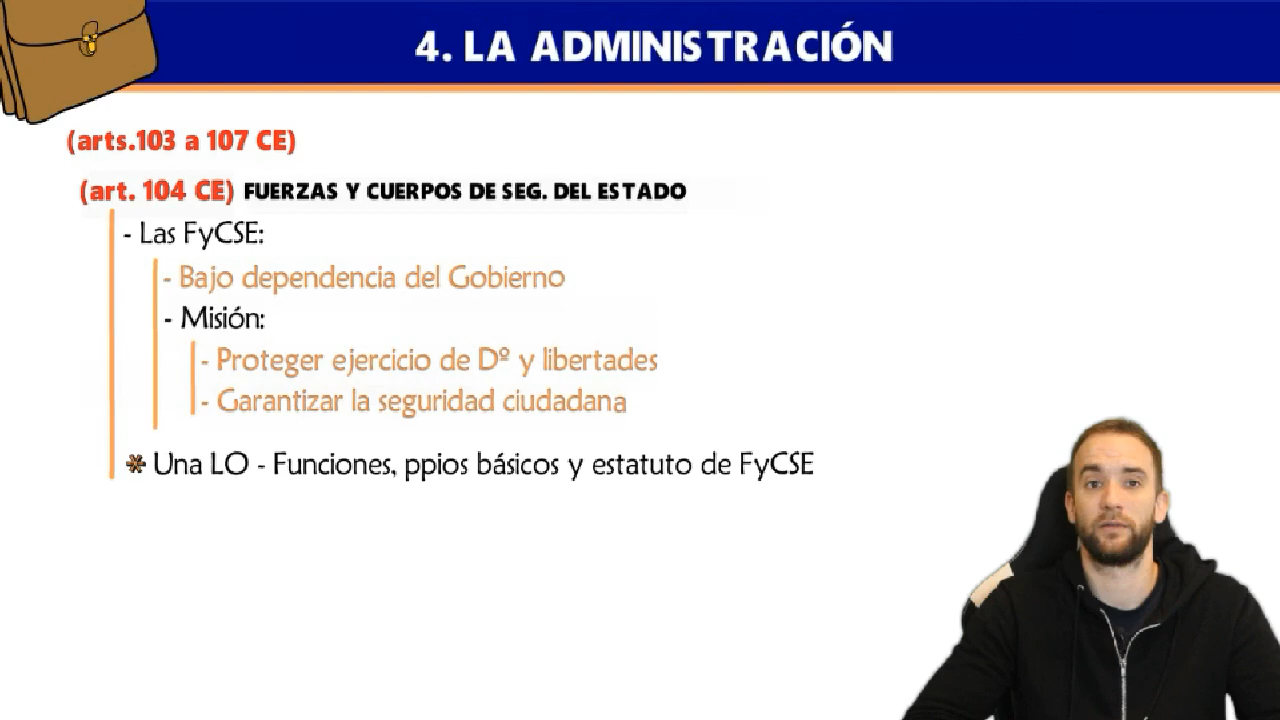 4. LA ADMINISTRACIÓN
(arts.103 a 107 CE)
(art. 104 CE) FUERZAS Y CUERPOS DE SEG. DEL ESTADO
- Las FyCSE:
- Bajo dependencia del Gobierno
- Misión:
- Proteger ejercicio de Dº y libertades
- Garantizar la seguridad ciudadana
* Una LO - Funciones, ppios básicos y estatuto de FyCSE